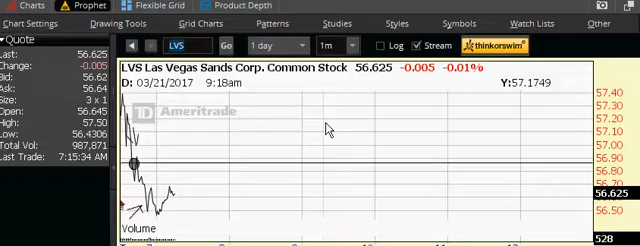 Charts Prophet Flexible Grid Product Depth
Chart Settings Drawing Tools Grid Charts Patterns Studies Styles Symbols Watch Lists Other
Quote
Last: 56.625
Change: -0.005
Bid: 56.62
Ask: 56.64
Size: 3 x 1
Open: 56.645
High: 57.50
Low: 56.4306
Total Vol: 987,871
Last Trade: 7:15:34 AM
LVS Go 1 day 1m Log Stream thinkorswim
LVS Las Vegas Sands Corp. Common Stock 56.625 -0.005 -0.01%
D: 03/21/2017 9:18am Y:57.1749
TD Ameritrade
57.40
57.30
57.20
57.10
57.00
56.90
56.80
56.70
56.625
56.50
Volume
528